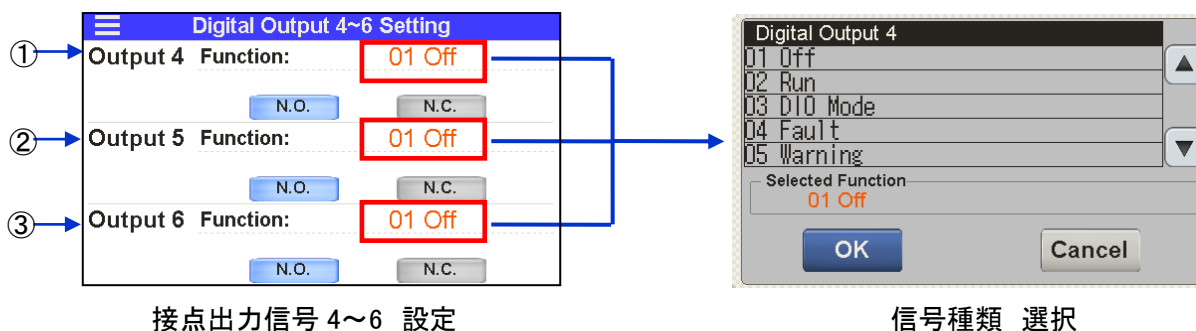 Digital Output 4~6 Setting
① Output 4 Function: 01 Off
N.O. N.C.
② Output 5 Function: 01 Off
N.O. N.C.
③ Output 6 Function: 01 Off
N.O. N.C.
接点出力信号 4～6 設定
Digital Output 4
01 Off
02 Run
03 DIO Mode
04 Fault
05 Warning
Selected Function
01 Off
OK Cancel
信号種類 選択